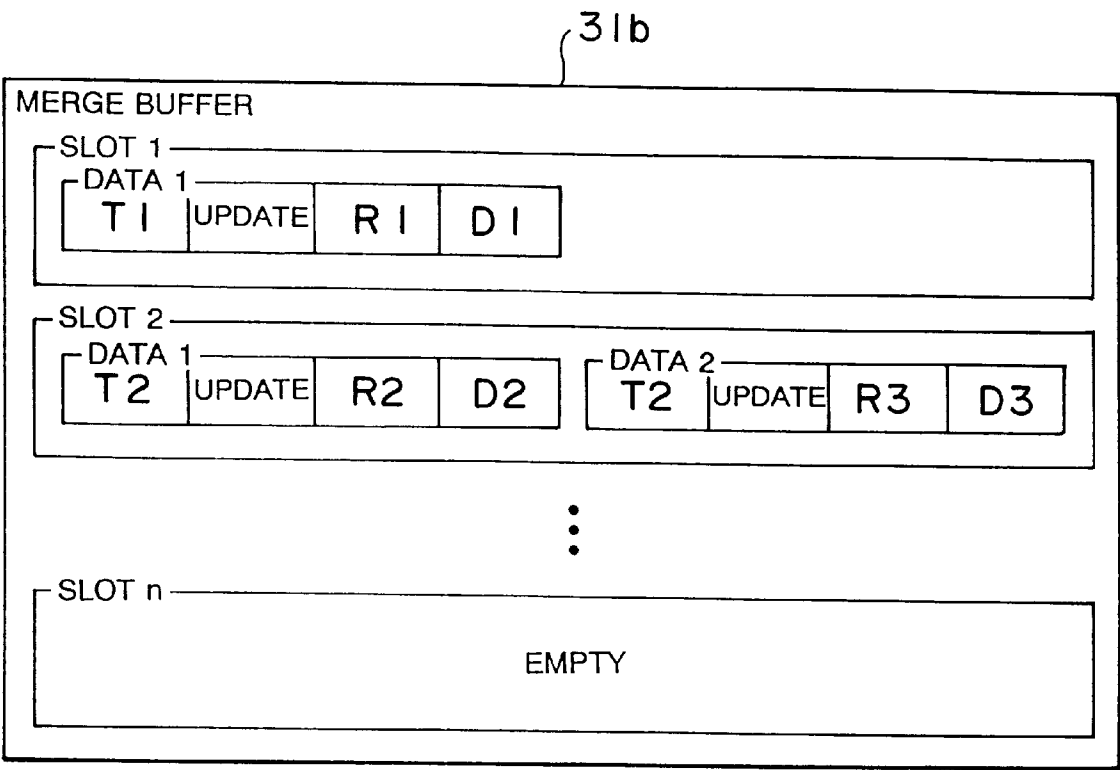 31b
MERGE BUFFER
SLOT 1
DATA 1
T1 UPDATE R1 D1
SLOT 2
DATA 1 DATA 2
T2 UPDATE R2 D2 T2 UPDATE R3 D3
SLOT n
EMPTY